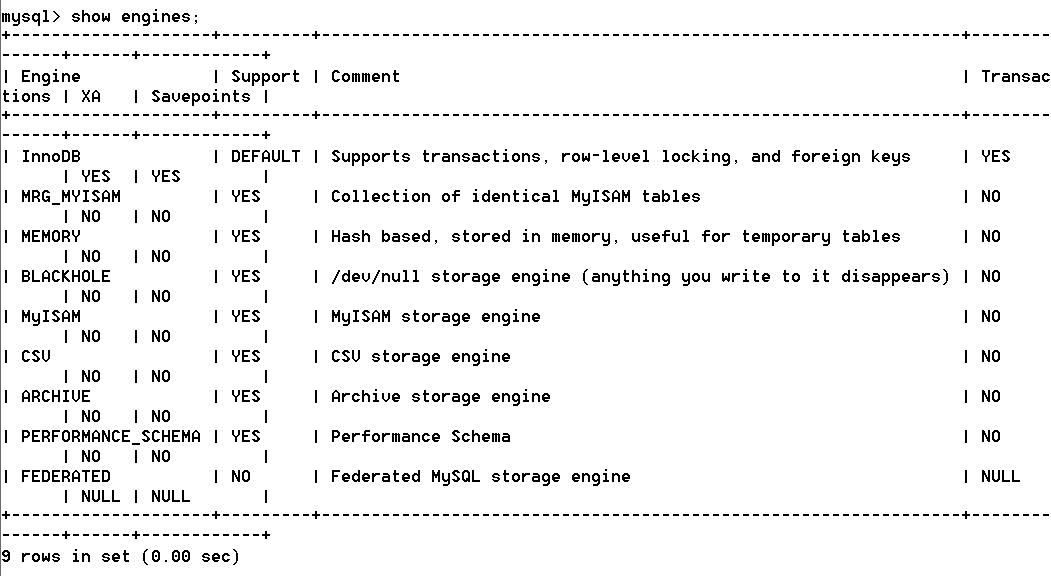 mysql> show engines;
+--------------------+---------+----------------------------------------------------------------+--------
------+------+------------+
| Engine             | Support | Comment                                                        | Transac
tions | XA   | Savepoints |
+--------------------+---------+----------------------------------------------------------------+--------
------+------+------------+
| InnoDB             | DEFAULT | Supports transactions, row-level locking, and foreign keys     | YES
      | YES  | YES        |
| MRG_MYISAM         | YES     | Collection of identical MyISAM tables                          | NO
      | NO   | NO         |
| MEMORY             | YES     | Hash based, stored in memory, useful for temporary tables      | NO
      | NO   | NO         |
| BLACKHOLE          | YES     | /dev/null storage engine (anything you write to it disappears) | NO
      | NO   | NO         |
| MyISAM             | YES     | MyISAM storage engine                                          | NO
      | NO   | NO         |
| CSV                | YES     | CSV storage engine                                             | NO
      | NO   | NO         |
| ARCHIVE            | YES     | Archive storage engine                                         | NO
      | NO   | NO         |
| PERFORMANCE_SCHEMA | YES     | Performance Schema                                             | NO
      | NO   | NO         |
| FEDERATED          | NO      | Federated MySQL storage engine                                 | NULL
      | NULL | NULL       |
+--------------------+---------+----------------------------------------------------------------+--------
------+------+------------+
9 rows in set (0.00 sec)